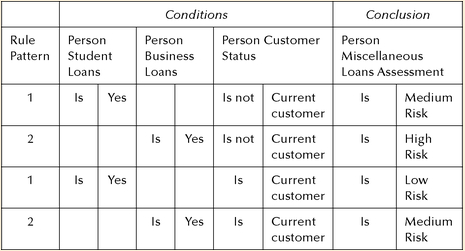 Conditions Conclusion
Rule Pattern Person Student Loans Person Business Loans Person Customer Status Person Miscellaneous Loans Assessment
1 Is Yes Is not Current customer Is Medium Risk
2 Is Yes Is not Current customer Is High Risk
1 Is Yes Is Current customer Is Low Risk
2 Is Yes Is Current customer Is Medium Risk